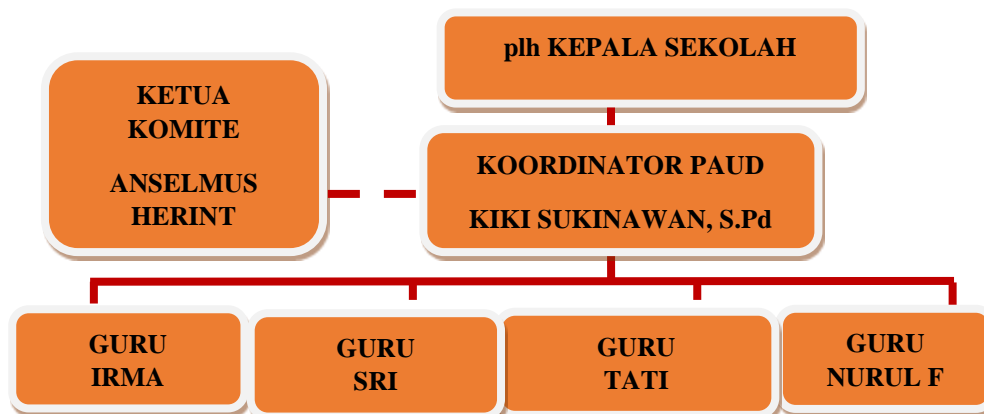 plh KEPALA SEKOLAH
KETUA
KOMITE
ANSELMUS
HERINT
KOORDINATOR PAUD
KIKI SUKINAWAN, S.Pd
GURU
IRMA
GURU
SRI
GURU
TATI
GURU
NURUL F